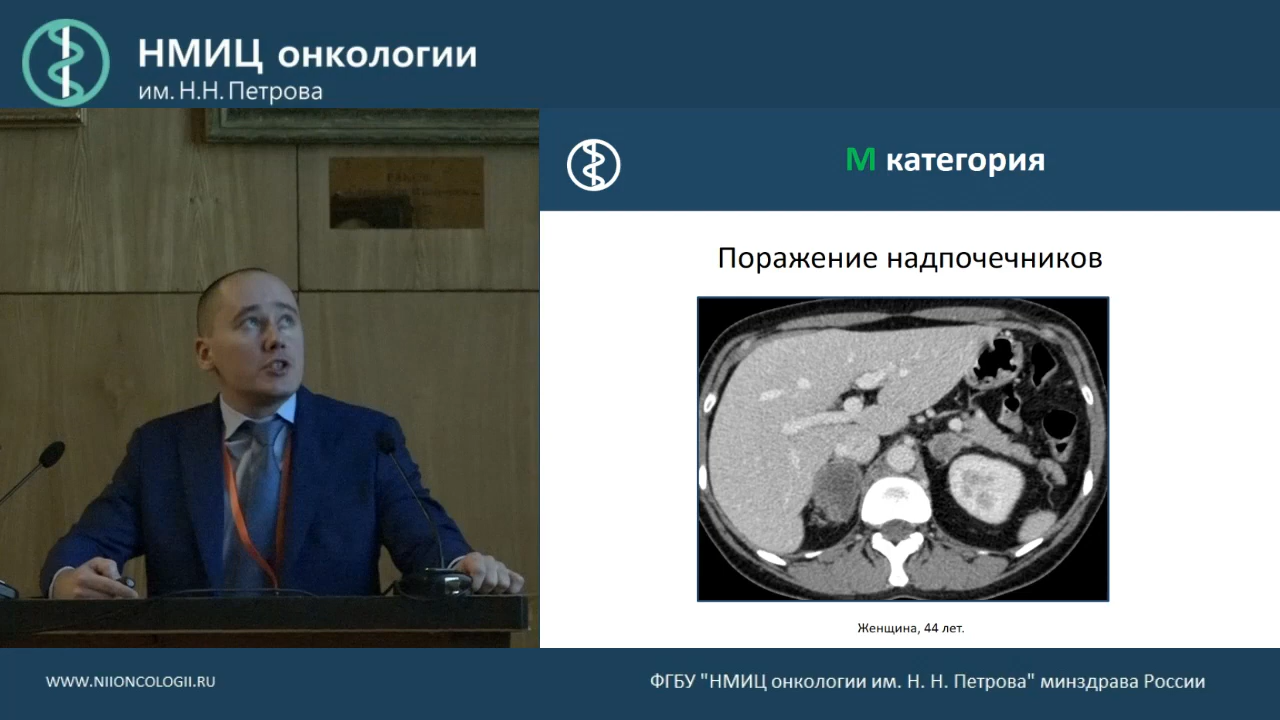 НМИЦ онкологии
им. Н.Н. Петрова
М категория
Поражение надпочечников
Женщина, 44 лет.
WWW.NIIONCOLOGII.RU
ФГБУ "НМИЦ онкологии им. Н. Н. Петрова" минздрава России